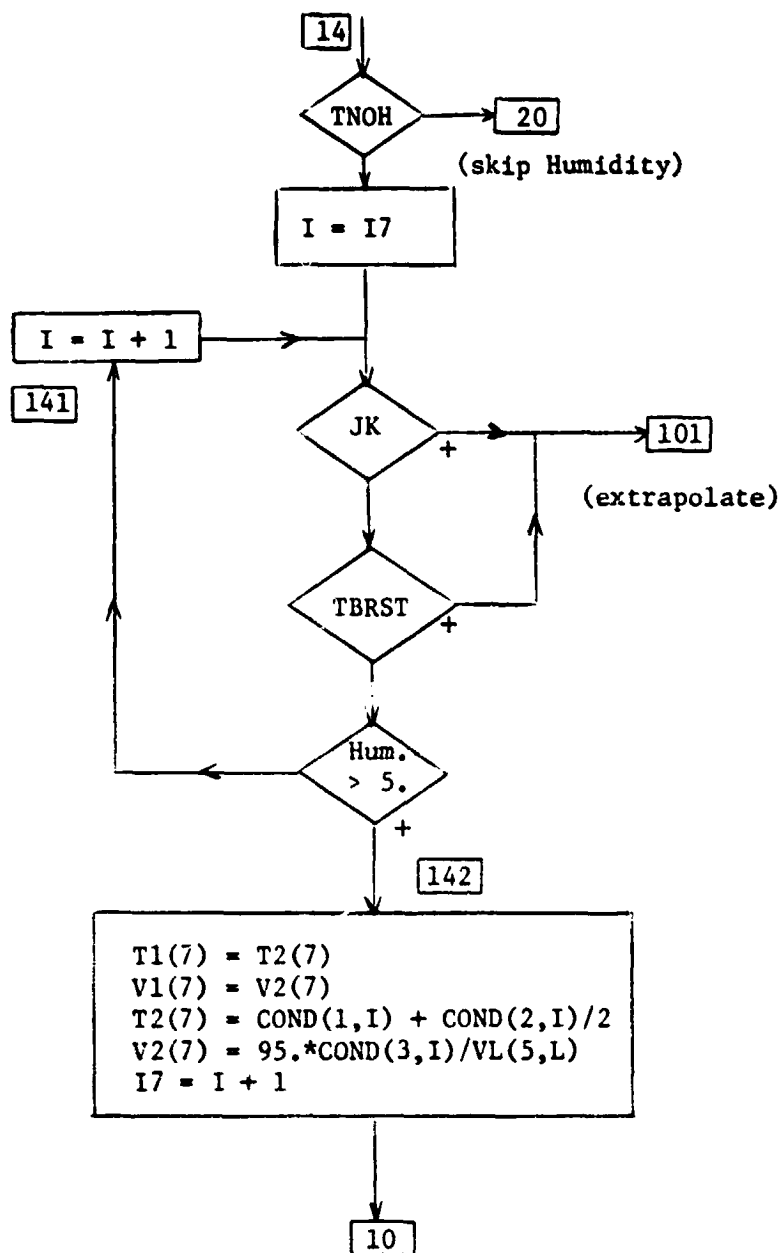 14
TNOH
20
(skip Humidity)
I = I7
I = I + 1
141
JK
+
101
(extrapolate)
TBRST
+
Hum.
> 5.
+
142
T1(7) = T2(7)
V1(7) = V2(7)
T2(7) = COND(1,I) + COND(2,I)/2
V2(7) = 95.*COND(3,I)/VL(5,L)
I7 = I + 1
10